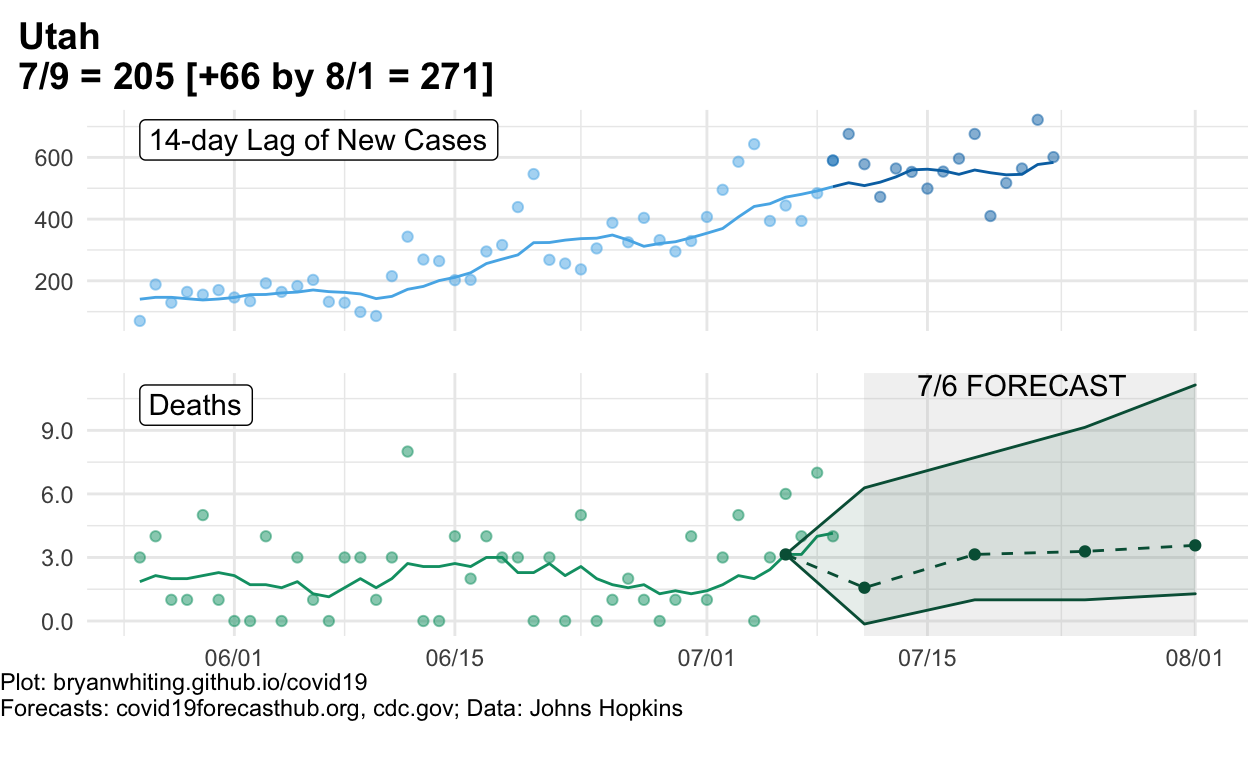 Utah
7/9 = 205 [+66 by 8/1 = 271]
14-day Lag of New Cases
600
400
200
7/6 FORECAST
Deaths
9.0
6.0
3.0
0.0
06/01 06/15 07/01 07/15 08/01
Plot: bryanwhiting.github.io/covid19
Forecasts: covid19forecasthub.org, cdc.gov; Data: Johns Hopkins